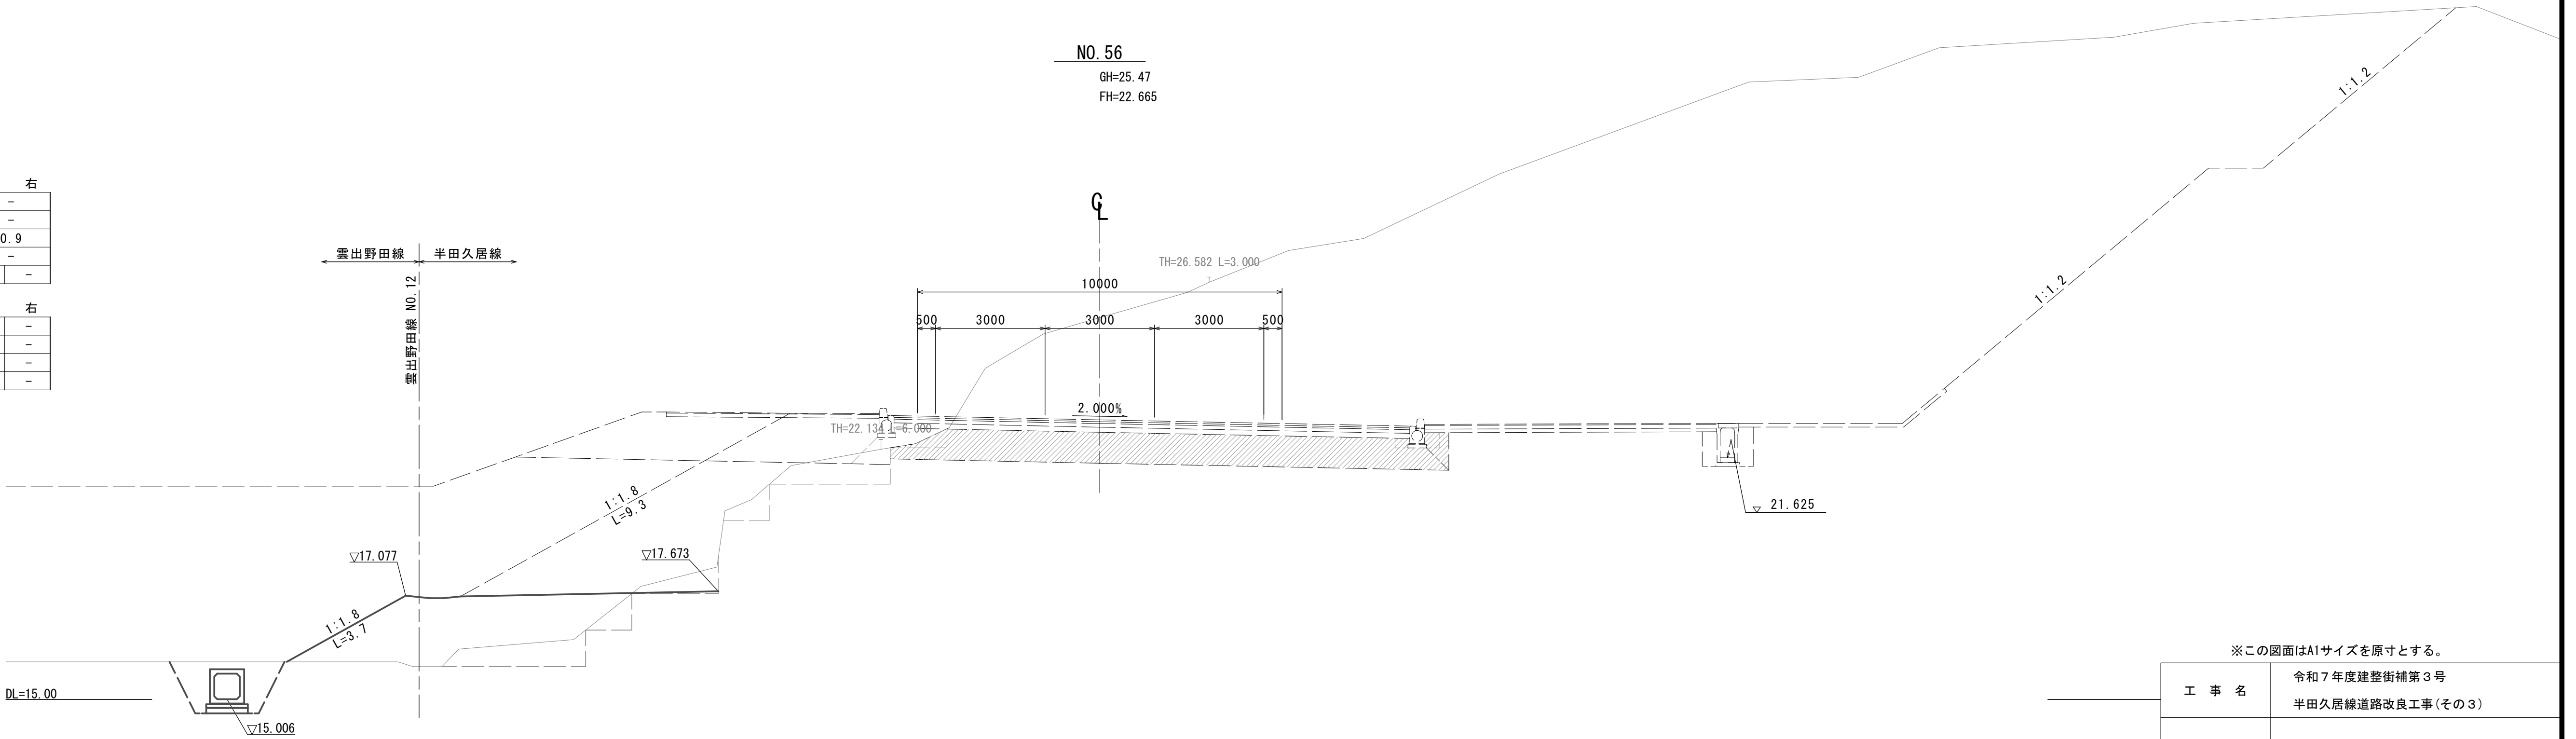 NO.56
GH=25.47
FH=22.665
右
-
-
0.9
-
-
右
-
-
-
-
雲出野田線
半田久居線
雲出野田線 NO.12
℄
TH=26.582 L=3.000
10000
500
3000
3000
3000
500
2.000%
TH=22.134 L=6.000
1:1.2
1:1.2
1:1.8
L=9.3
21.625
▽17.077
▽17.673
1:1.8
L=3.7
DL=15.00
▽15.006
※この図面はA1サイズを原寸とする。
工 事 名
令和7年度建整街補第3号
半田久居線道路改良工事(その3)